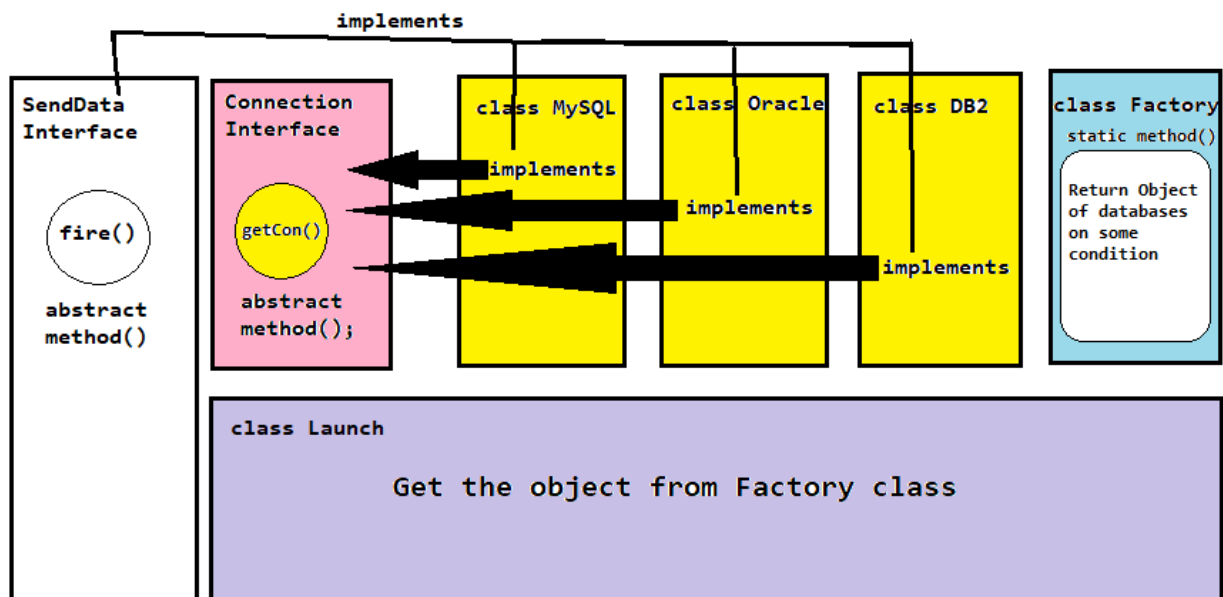 implements
SendData
Interface
fire()
abstract
method()
Connection
Interface
getCon()
abstract
method();
class MySQL
implements
class Oracle
implements
class DB2
implements
class Factory
static method()
Return Object
of databases
on some
condition
class Launch
Get the object from Factory class